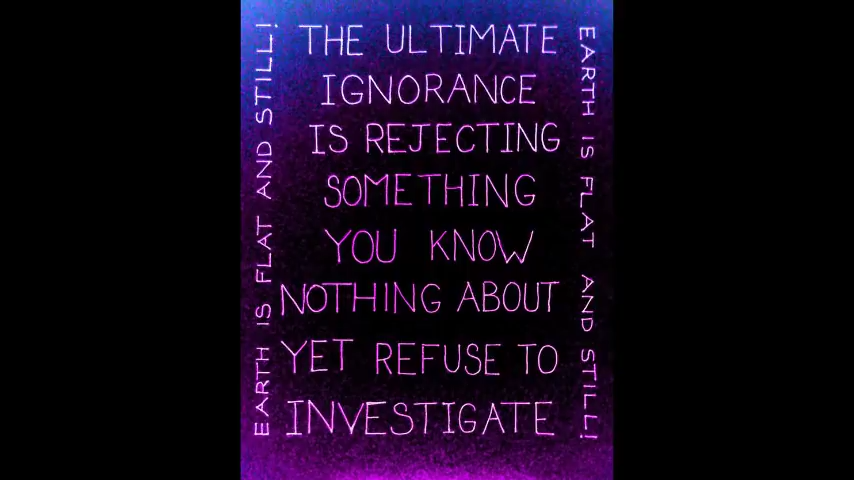 EARTH IS FLAT AND STILL!
THE ULTIMATE
IGNORANCE
IS REJECTING
SOMETHING
YOU KNOW
NOTHING ABOUT
YET REFUSE TO
INVESTIGATE
EARTH IS FLAT AND STILL!